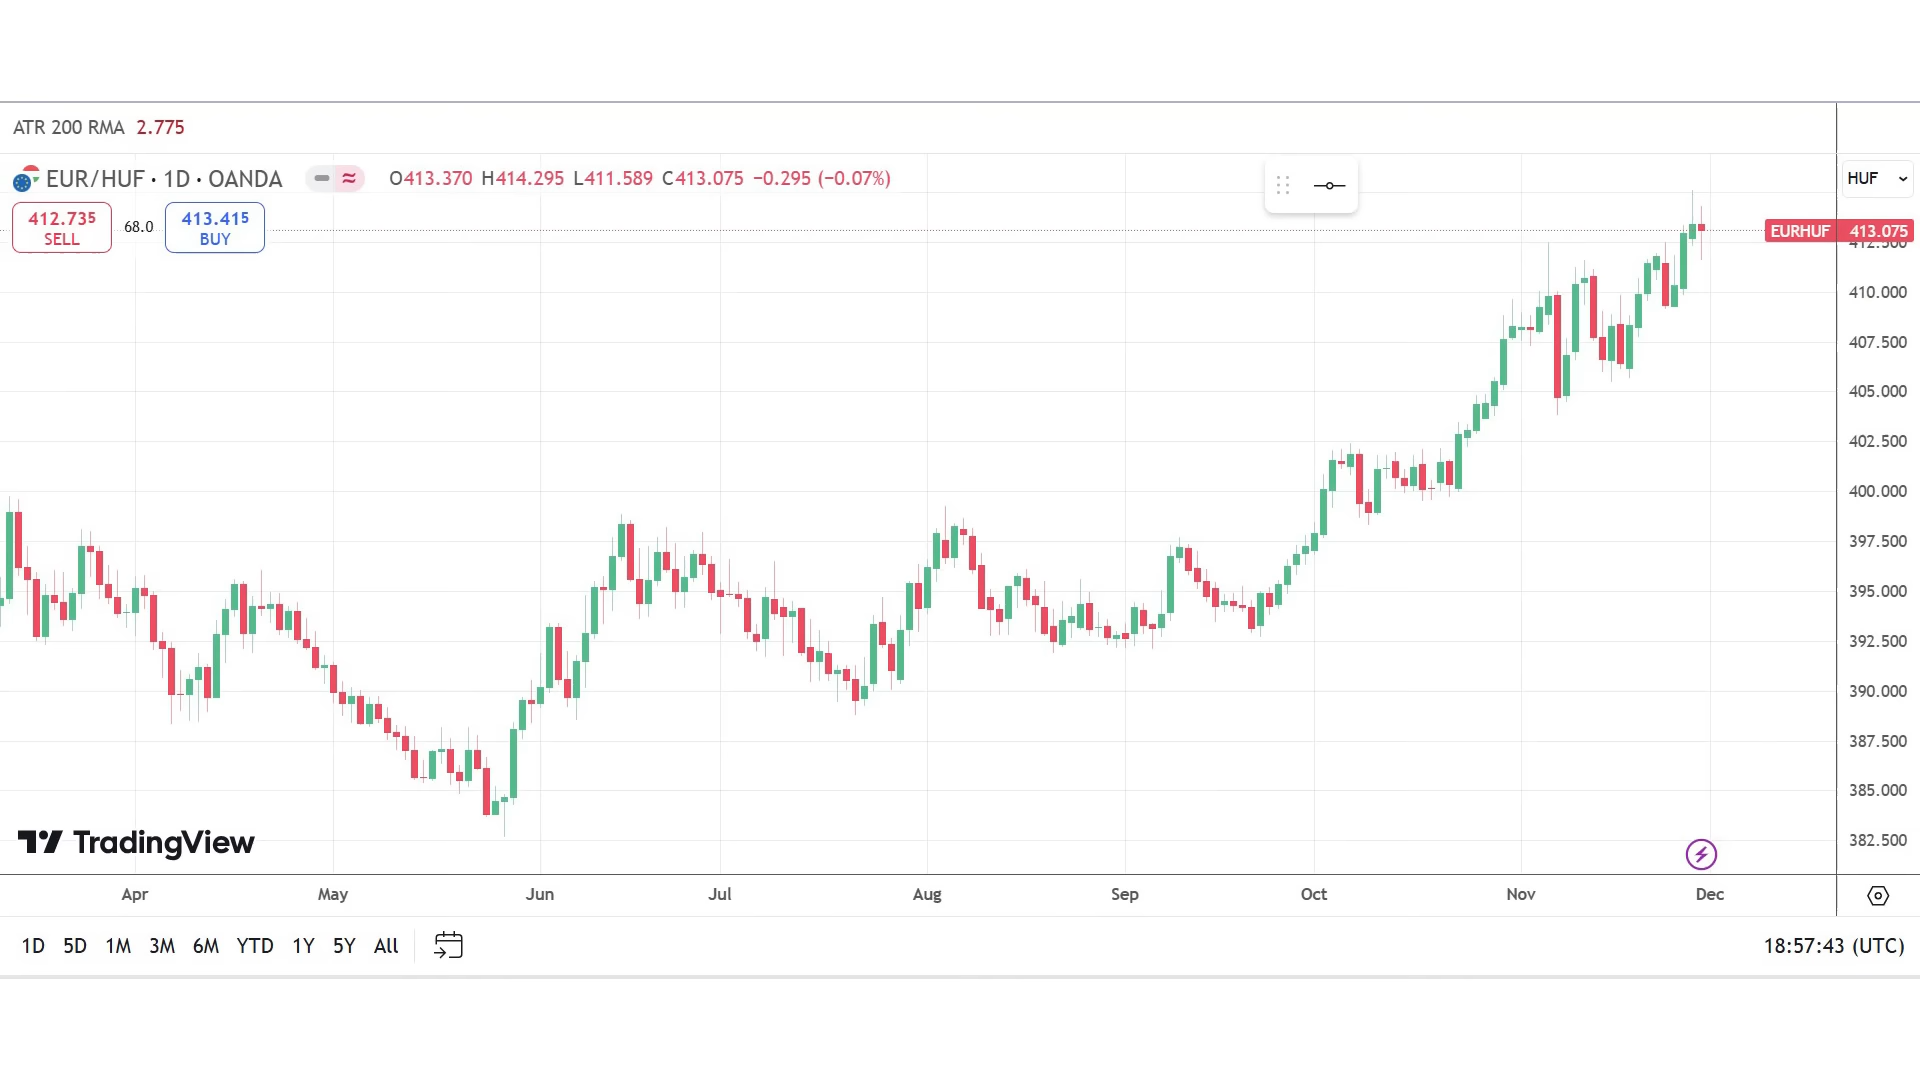 ATR 200 RMA 2.775
EUR/HUF · 1D · OANDA O413.370 H414.295 L411.589 C413.075 −0.295 (−0.07%)
HUF
412.735 SELL
68.0
413.415 BUY
EURHUF 413.075
412.500
410.000
407.500
405.000
402.500
400.000
397.500
395.000
392.500
390.000
387.500
385.000
382.500
TradingView
Apr May Jun Jul Aug Sep Oct Nov Dec
1D 5D 1M 3M 6M YTD 1Y 5Y All
18:57:43 (UTC)